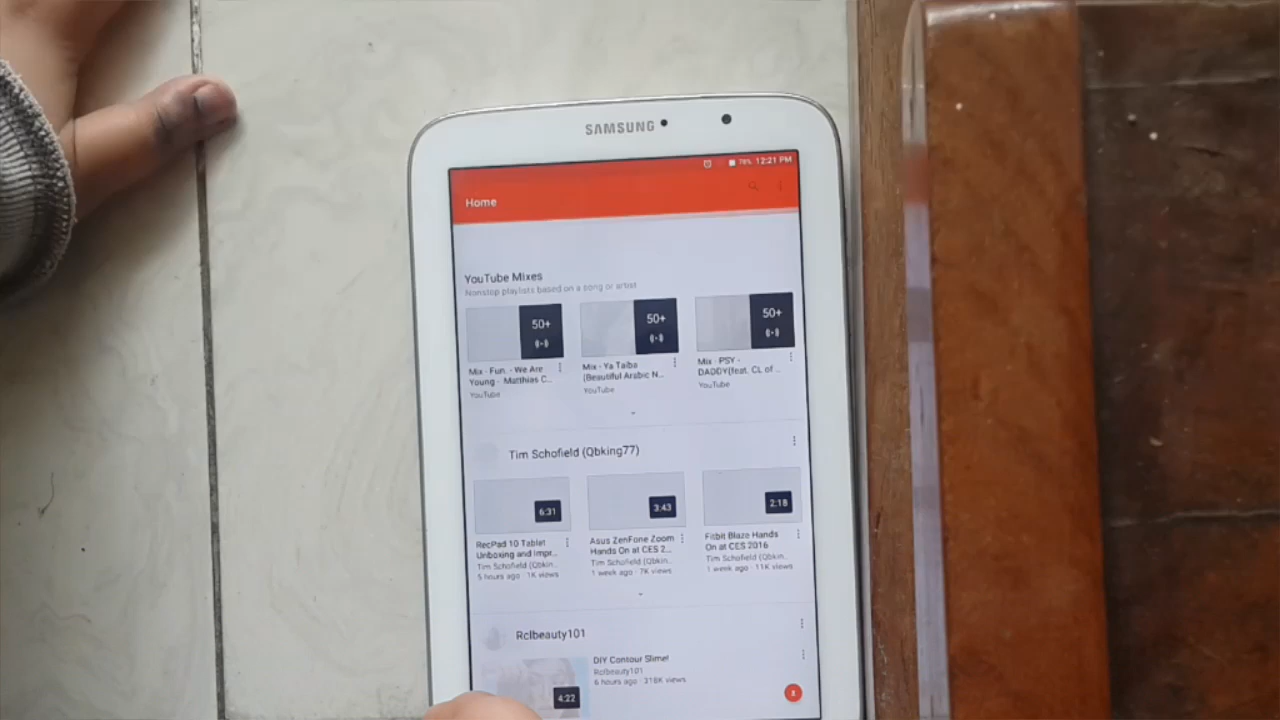 SAMSUNG
78% 12:21 PM
Home
YouTube Mixes
Nonstop playlists based on a song or artist
50+
50+
50+
Mix - Fun. - We Are
Young - Matthias C...
YouTube
Mix - Ya Taiba
(Beautiful Arabic N...
YouTube
Mix - PSY -
DADDY(feat. CL of ...
YouTube
Tim Schofield (Qbking77)
6:31
3:43
2:18
RecPad 10 Tablet
Unboxing and Impr...
Tim Schofield (Qbkin...
5 hours ago · 1K views
Asus ZenFone Zoom
Hands On at CES 2...
Tim Schofield (Qbkin...
1 week ago · 7K views
Fitbit Blaze Hands
On at CES 2016
Tim Schofield (Qbkin...
1 week ago · 11K views
Rclbeauty101
4:22
DIY Contour Slime!
Rclbeauty101
6 hours ago · 318K views